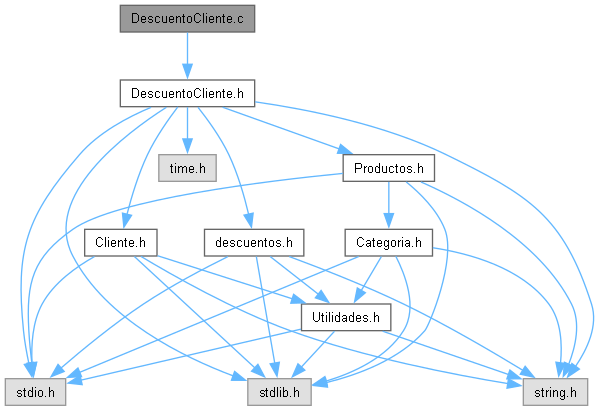 DescuentoCliente.c
DescuentoCliente.h
time.h
Productos.h
Cliente.h
descuentos.h
Categoria.h
Utilidades.h
stdio.h
stdlib.h
string.h